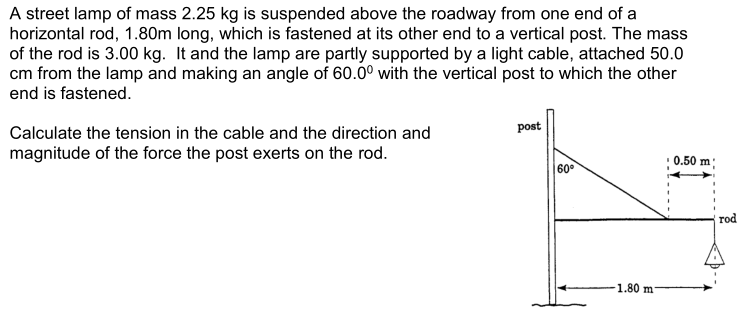 A street lamp of mass 2.25 kg is suspended above the roadway from one end of a
horizontal rod, 1.80m long, which is fastened at its other end to a vertical post. The mass
of the rod is 3.00 kg.  It and the lamp are partly supported by a light cable, attached 50.0
cm from the lamp and making an angle of 60.0⁰ with the vertical post to which the other
end is fastened.
Calculate the tension in the cable and the direction and
magnitude of the force the post exerts on the rod.
post
60°
0.50 m
rod
1.80 m